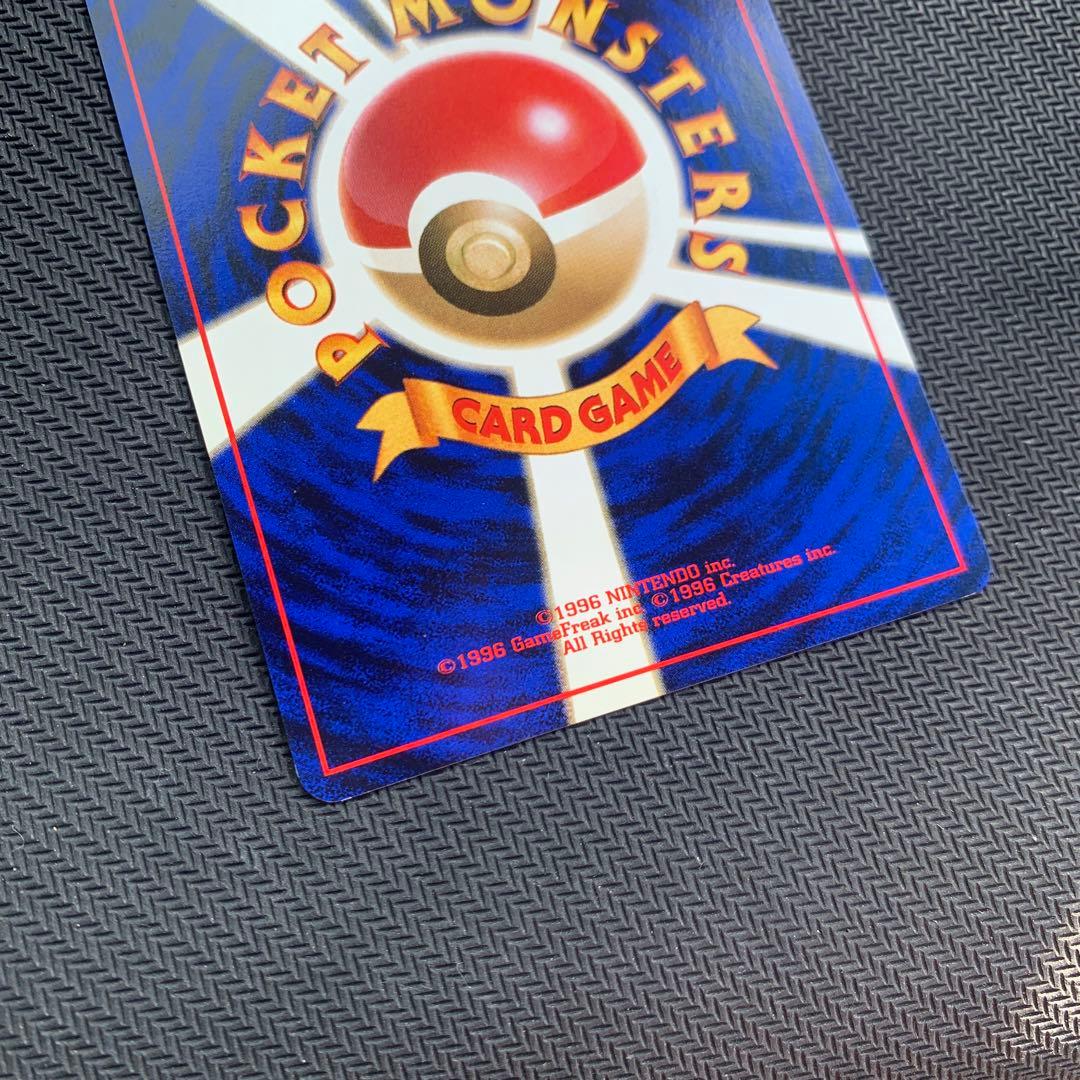 POCKET MONSTERS
CARD GAME
©1996 NINTENDO inc.
©1996 GameFreak inc. ©1996 Creatures inc.
All Rights reserved.